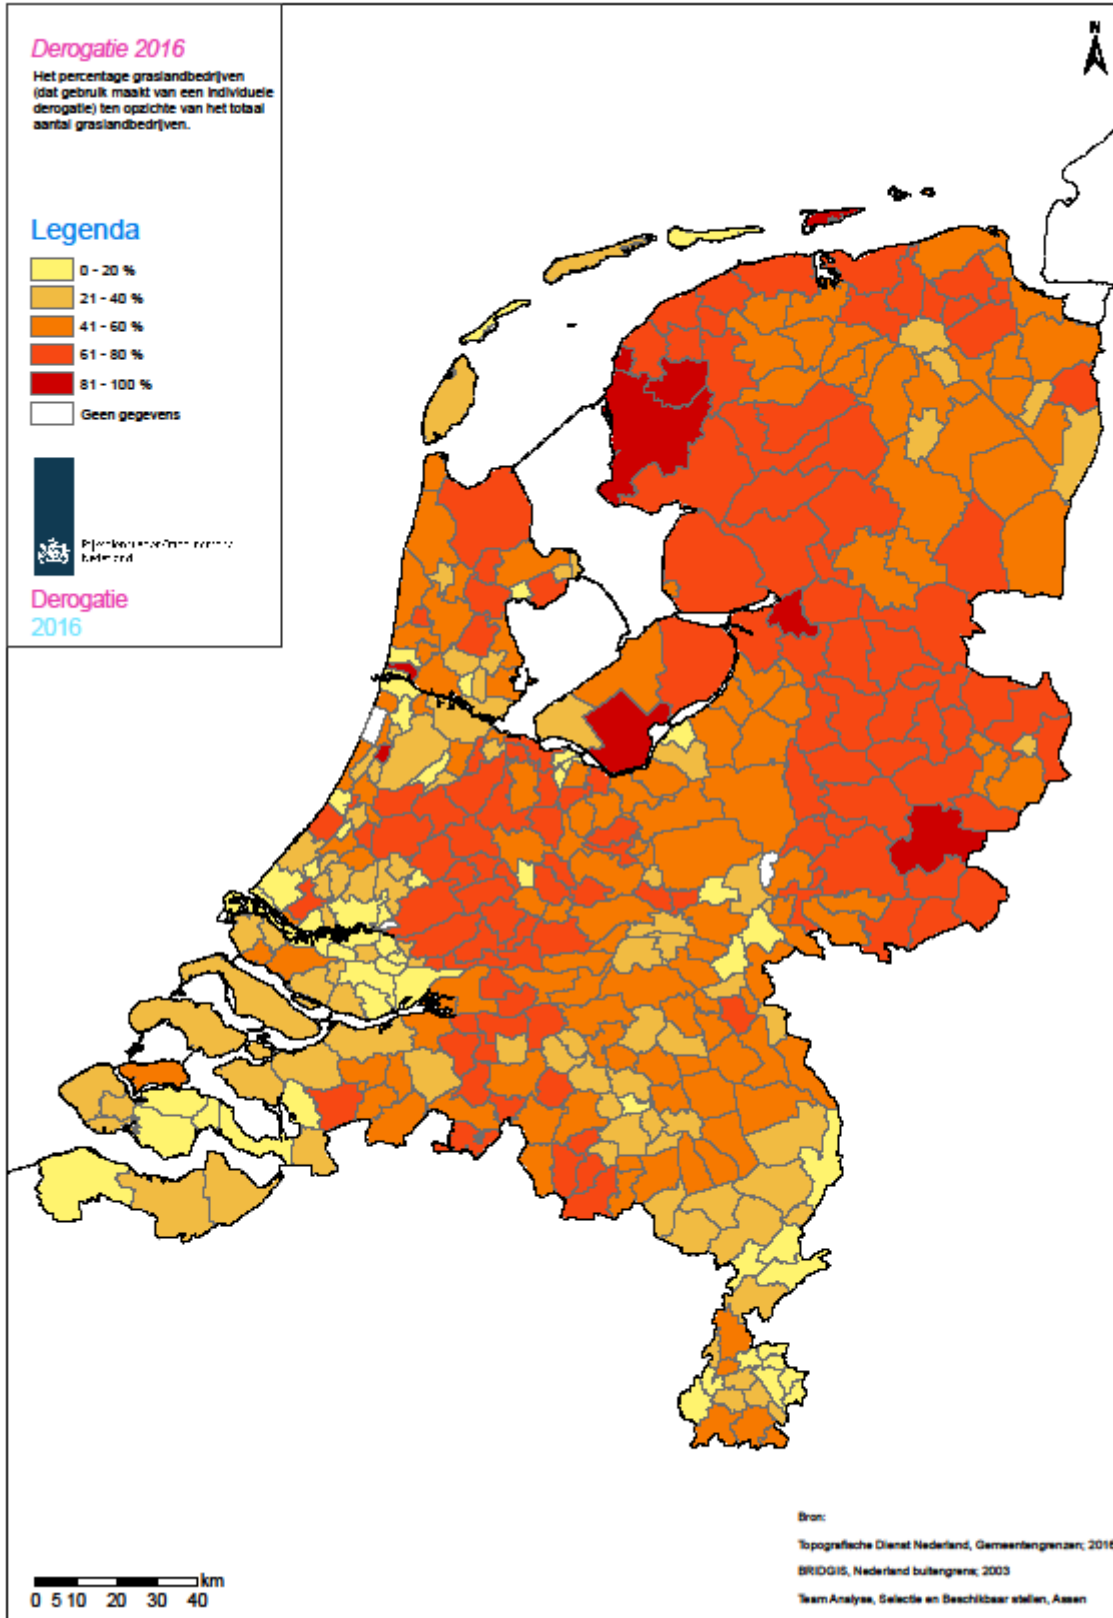 Derogatie 2016
Het percentage graslandbedrijven
(dat gebruik maakt van een individuele
derogatie) ten opzichte van het totaal
aantal graslandbedrijven.
N
Legenda
0 - 20 %
21 - 40 %
41 - 60 %
61 - 80 %
81 - 100 %
Geen gegevens
Nederland
Derogatie
2016
km
0 5 10 20 30 40
Bron:
Topografische Dienst Nederland, Gemeentengrenzen; 2016
BRIDGIS, Nederland buitengrens; 2003
Team Analyse, Selectie en Beschikbaar stellen, Assen